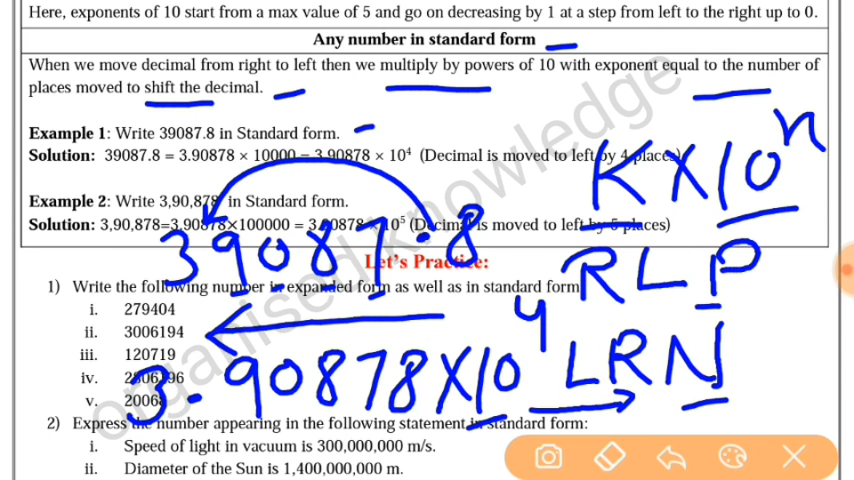 Here, exponents of 10 start from a max value of 5 and go on decreasing by 1 at a step from left to the right up to 0.
Any number in standard form
When we move decimal from right to left then we multiply by powers of 10 with exponent equal to the number of
places moved to shift the decimal.
Example 1: Write 39087.8 in Standard form.
Solution: 39087.8 = 3.90878 × 10000 = 3.90878 × 10⁴ (Decimal is moved to left by 4 places)
K X 10ⁿ
Example 2: Write 3,90,878 in Standard form.
Solution: 3,90,878=3.90878×100000 = 3.90878 × 10⁵ (Decimal is moved to left by 5 places)
39087.8
Let's Practice:
RLP
1) Write the following number in expanded form as well as in standard form
i. 279404
ii. 3006194
iii. 120719
iv. 2806196
v. 20068
3.90878X10⁴
LRN
2) Express the number appearing in the following statement in standard form:
i. Speed of light in vacuum is 300,000,000 m/s.
ii. Diameter of the Sun is 1,400,000,000 m.
organised knowledge